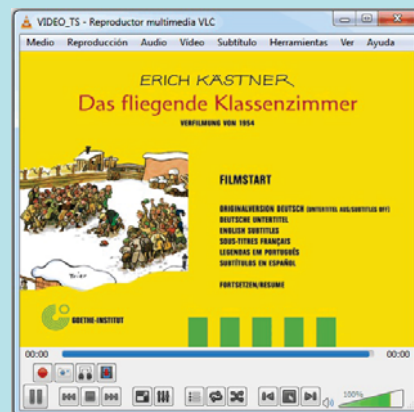 VIDEO_TS - Reproductor multimedia VLC
Medio Reproducción Audio Video Subtítulo Herramientas Ver Ayuda
ERICH KÄSTNER
Das fliegende Klassenzimmer
VERFILMUNG VON 1954
FILMSTART
ORIGINALVERSION DEUTSCH (UNTERTITEL AUS/SUBTITLES OFF)
DEUTSCHE UNTERTITEL
ENGLISH SUBTITLES
SOUS-TITRES FRANÇAIS
LEGENDAS EM PORTUGUÊS
SUBTÍTULOS EN ESPAÑOL
FORTSETZEN/RESUME
Trier
GOETHE-INSTITUT
00:00 00:00
100%